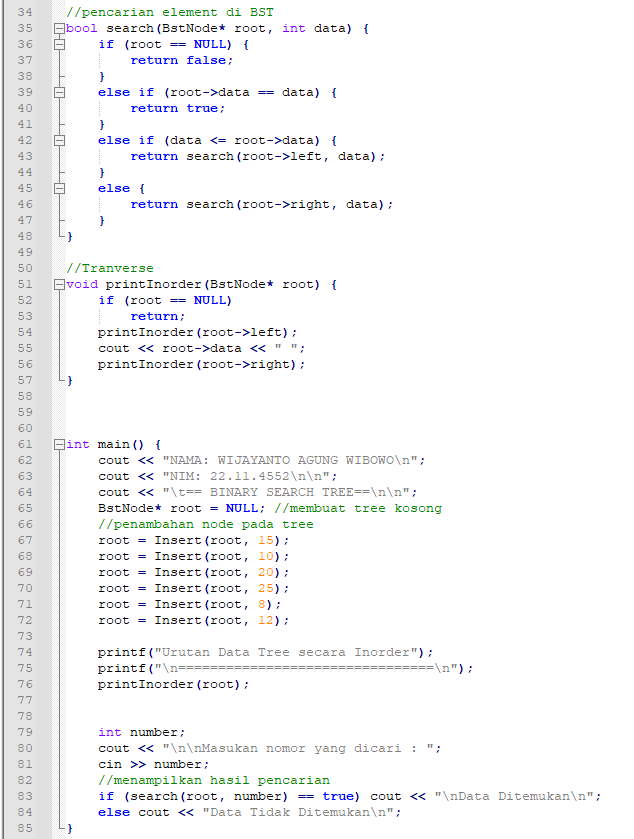 34 //pencarian element di BST
35 bool search(BstNode* root, int data) {
36     if (root == NULL) {
37         return false;
38     }
39     else if (root->data == data) {
40         return true;
41     }
42     else if (data <= root->data) {
43         return search(root->left, data);
44     }
45     else {
46         return search(root->right, data);
47     }
48 }
49
50 //Tranverse
51 void printInorder(BstNode* root) {
52     if (root == NULL)
53         return;
54     printInorder(root->left);
55     cout << root->data << " ";
56     printInorder(root->right);
57 }
58
59
60
61 int main() {
62     cout << "NAMA: WIJAYANTO AGUNG WIBOWO\n";
63     cout << "NIM: 22.11.4552\n\n";
64     cout << "\t== BINARY SEARCH TREE==\n\n";
65     BstNode* root = NULL; //membuat tree kosong
66     //penambahan node pada tree
67     root = Insert(root, 15);
68     root = Insert(root, 10);
69     root = Insert(root, 20);
70     root = Insert(root, 25);
71     root = Insert(root, 8);
72     root = Insert(root, 12);
73
74     printf("Urutan Data Tree secara Inorder");
75     printf("\n================================\n");
76     printInorder(root);
77
78
79     int number;
80     cout << "\n\nMasukan nomor yang dicari : ";
81     cin >> number;
82     //menampilkan hasil pencarian
83     if (search(root, number) == true) cout << "\nData Ditemukan\n";
84     else cout << "Data Tidak Ditemukan\n";
85 }